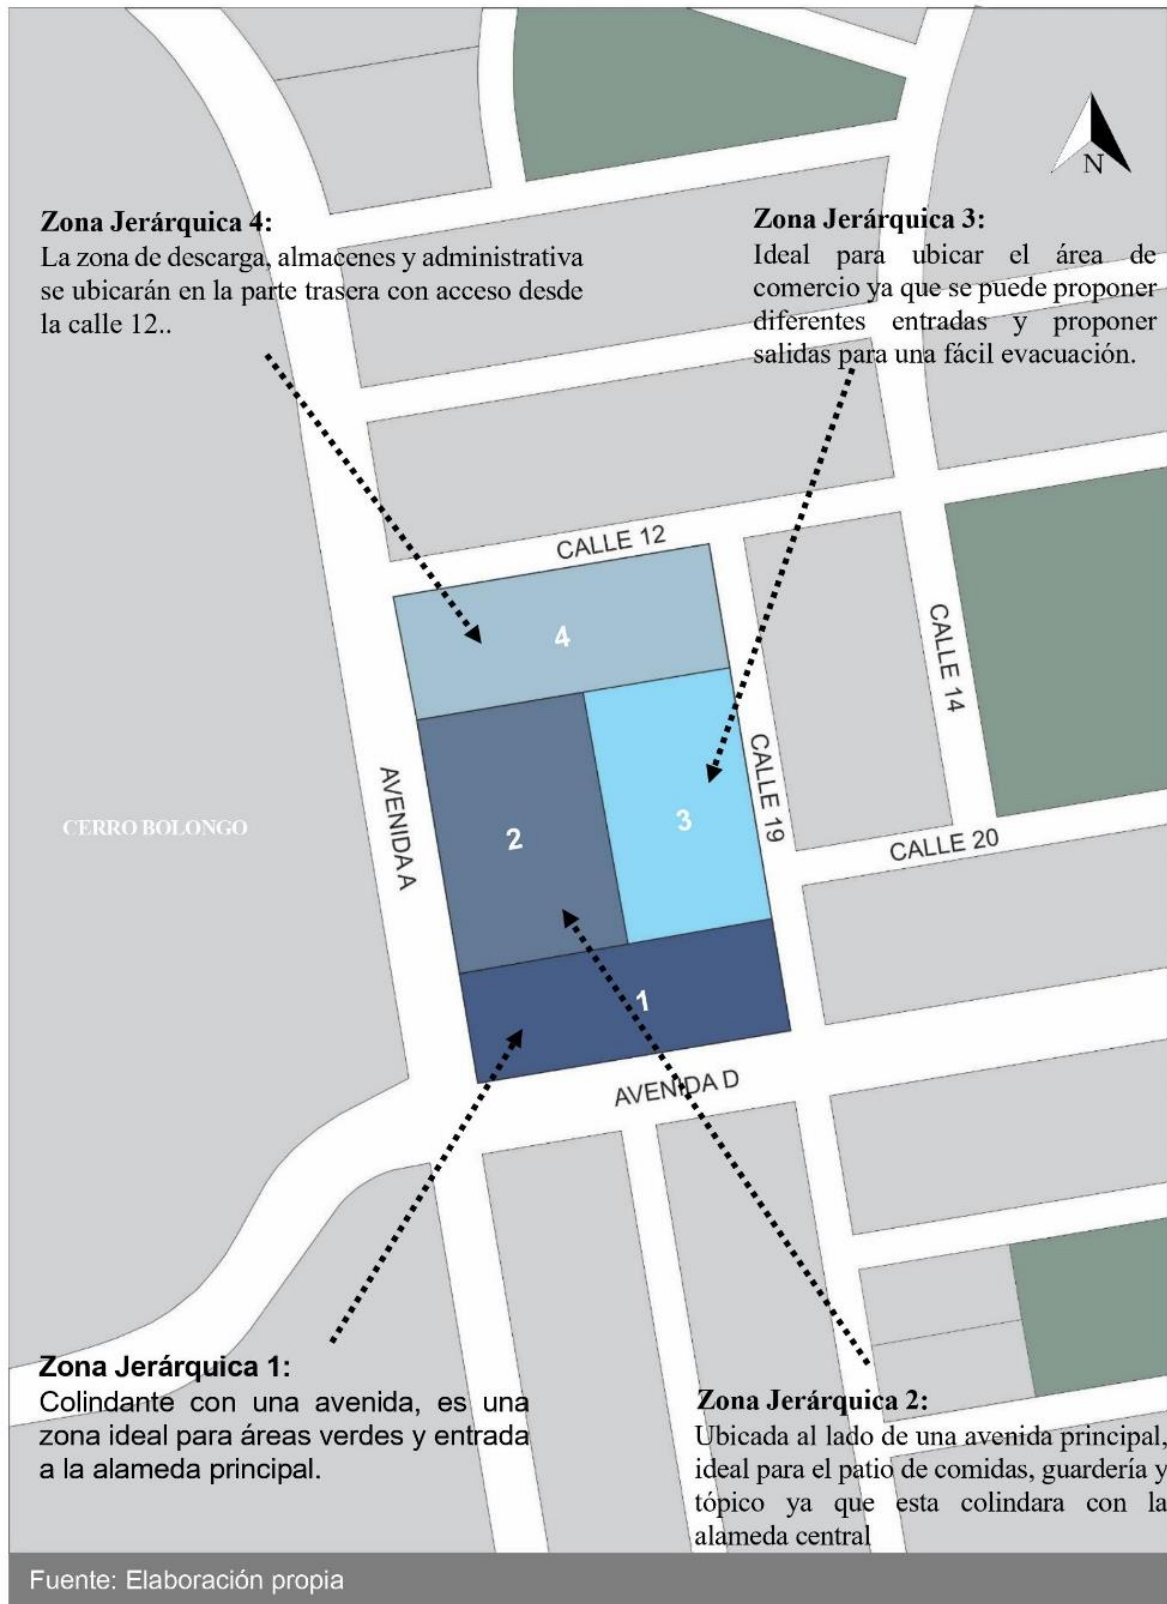 N
Zona Jerárquica 4:
La zona de descarga, almacenes y administrativa
se ubicarán en la parte trasera con acceso desde
la calle 12..
Zona Jerárquica 3:
Ideal para ubicar el área de
comercio ya que se puede proponer
diferentes entradas y proponer
salidas para una fácil evacuación.
CALLE 12
4
CALLE 14
AVENIDA A
CALLE 19
CERRO BOLONGO
2
3
CALLE 20
1
AVENIDA D
Zona Jerárquica 1:
Colindante con una avenida, es una
zona ideal para áreas verdes y entrada
a la alameda principal.
Zona Jerárquica 2:
Ubicada al lado de una avenida principal,
ideal para el patio de comidas, guardería y
tópico ya que esta colindara con la
alameda central
Fuente: Elaboración propia